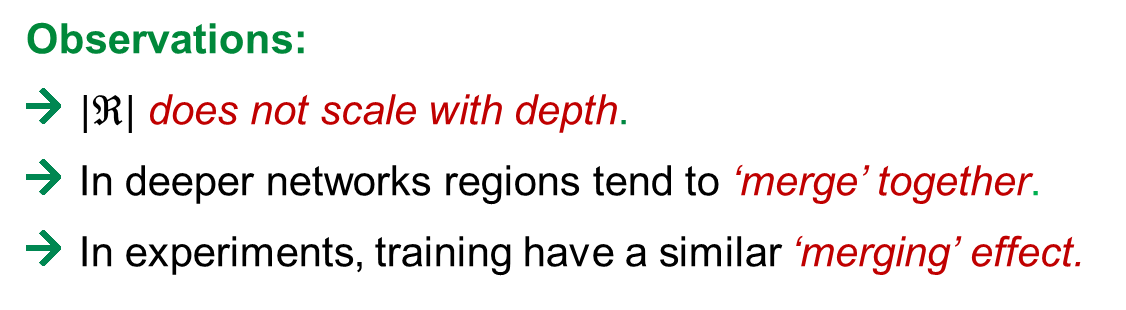 Observations:
→ |ℜ| does not scale with depth.
→ In deeper networks regions tend to ‘merge’ together.
→ In experiments, training have a similar ‘merging’ effect.